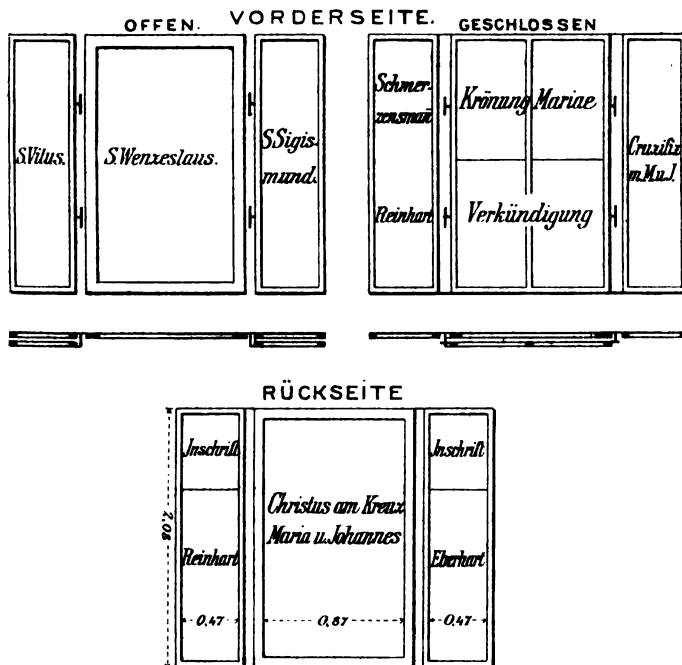 VORDERSEITE.
OFFEN.
S.Vitus.
S.Wenzeslaus.
S Sigis-
mund.
GESCHLOSSEN
Schmer-
zensmañ
Reinhart
Krönung Mariae
Verkündigung
Cruzifix
m.M.u.J.
RÜCKSEITE
2,08
Inschrift
Reinhart
0,47
Christus am Kreuz
Maria u. Johannes
0,87
Inschrift
Eberhart
0,47